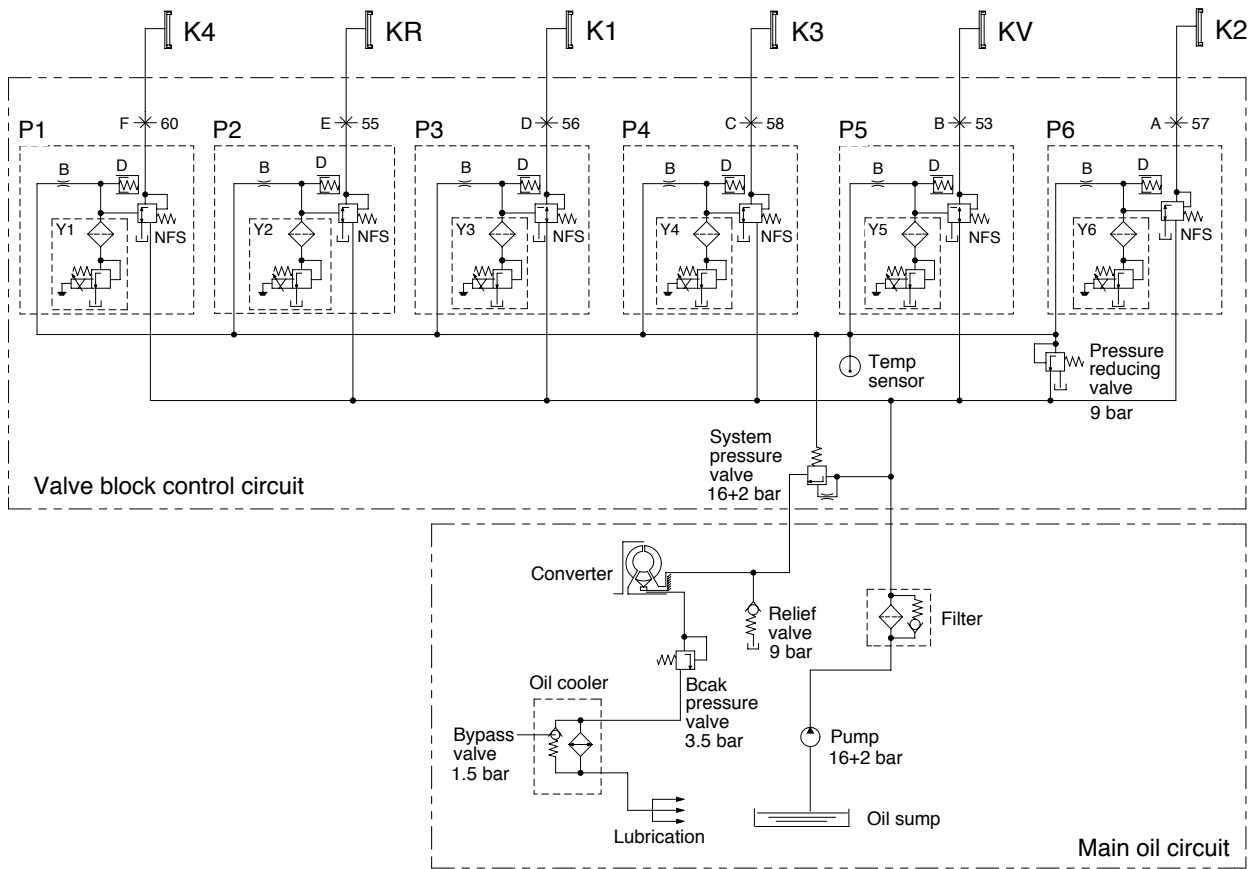 K4
KR
K1
K3
KV
K2
P1
F
60
P2
E
55
P3
D
56
P4
C
58
P5
B
53
P6
A
57
B
D
B
D
B
D
B
D
B
D
B
D
Y1
NFS
Y2
NFS
Y3
NFS
Y4
NFS
Y5
NFS
Y6
NFS
Temp
sensor
Pressure
reducing
valve
9 bar
System
pressure
valve
16+2 bar
Valve block control circuit
Converter
Relief
valve
9 bar
Filter
Oil cooler
Bcak
pressure
valve
3.5 bar
Bypass
valve
1.5 bar
Pump
16+2 bar
Lubrication
Oil sump
Main oil circuit